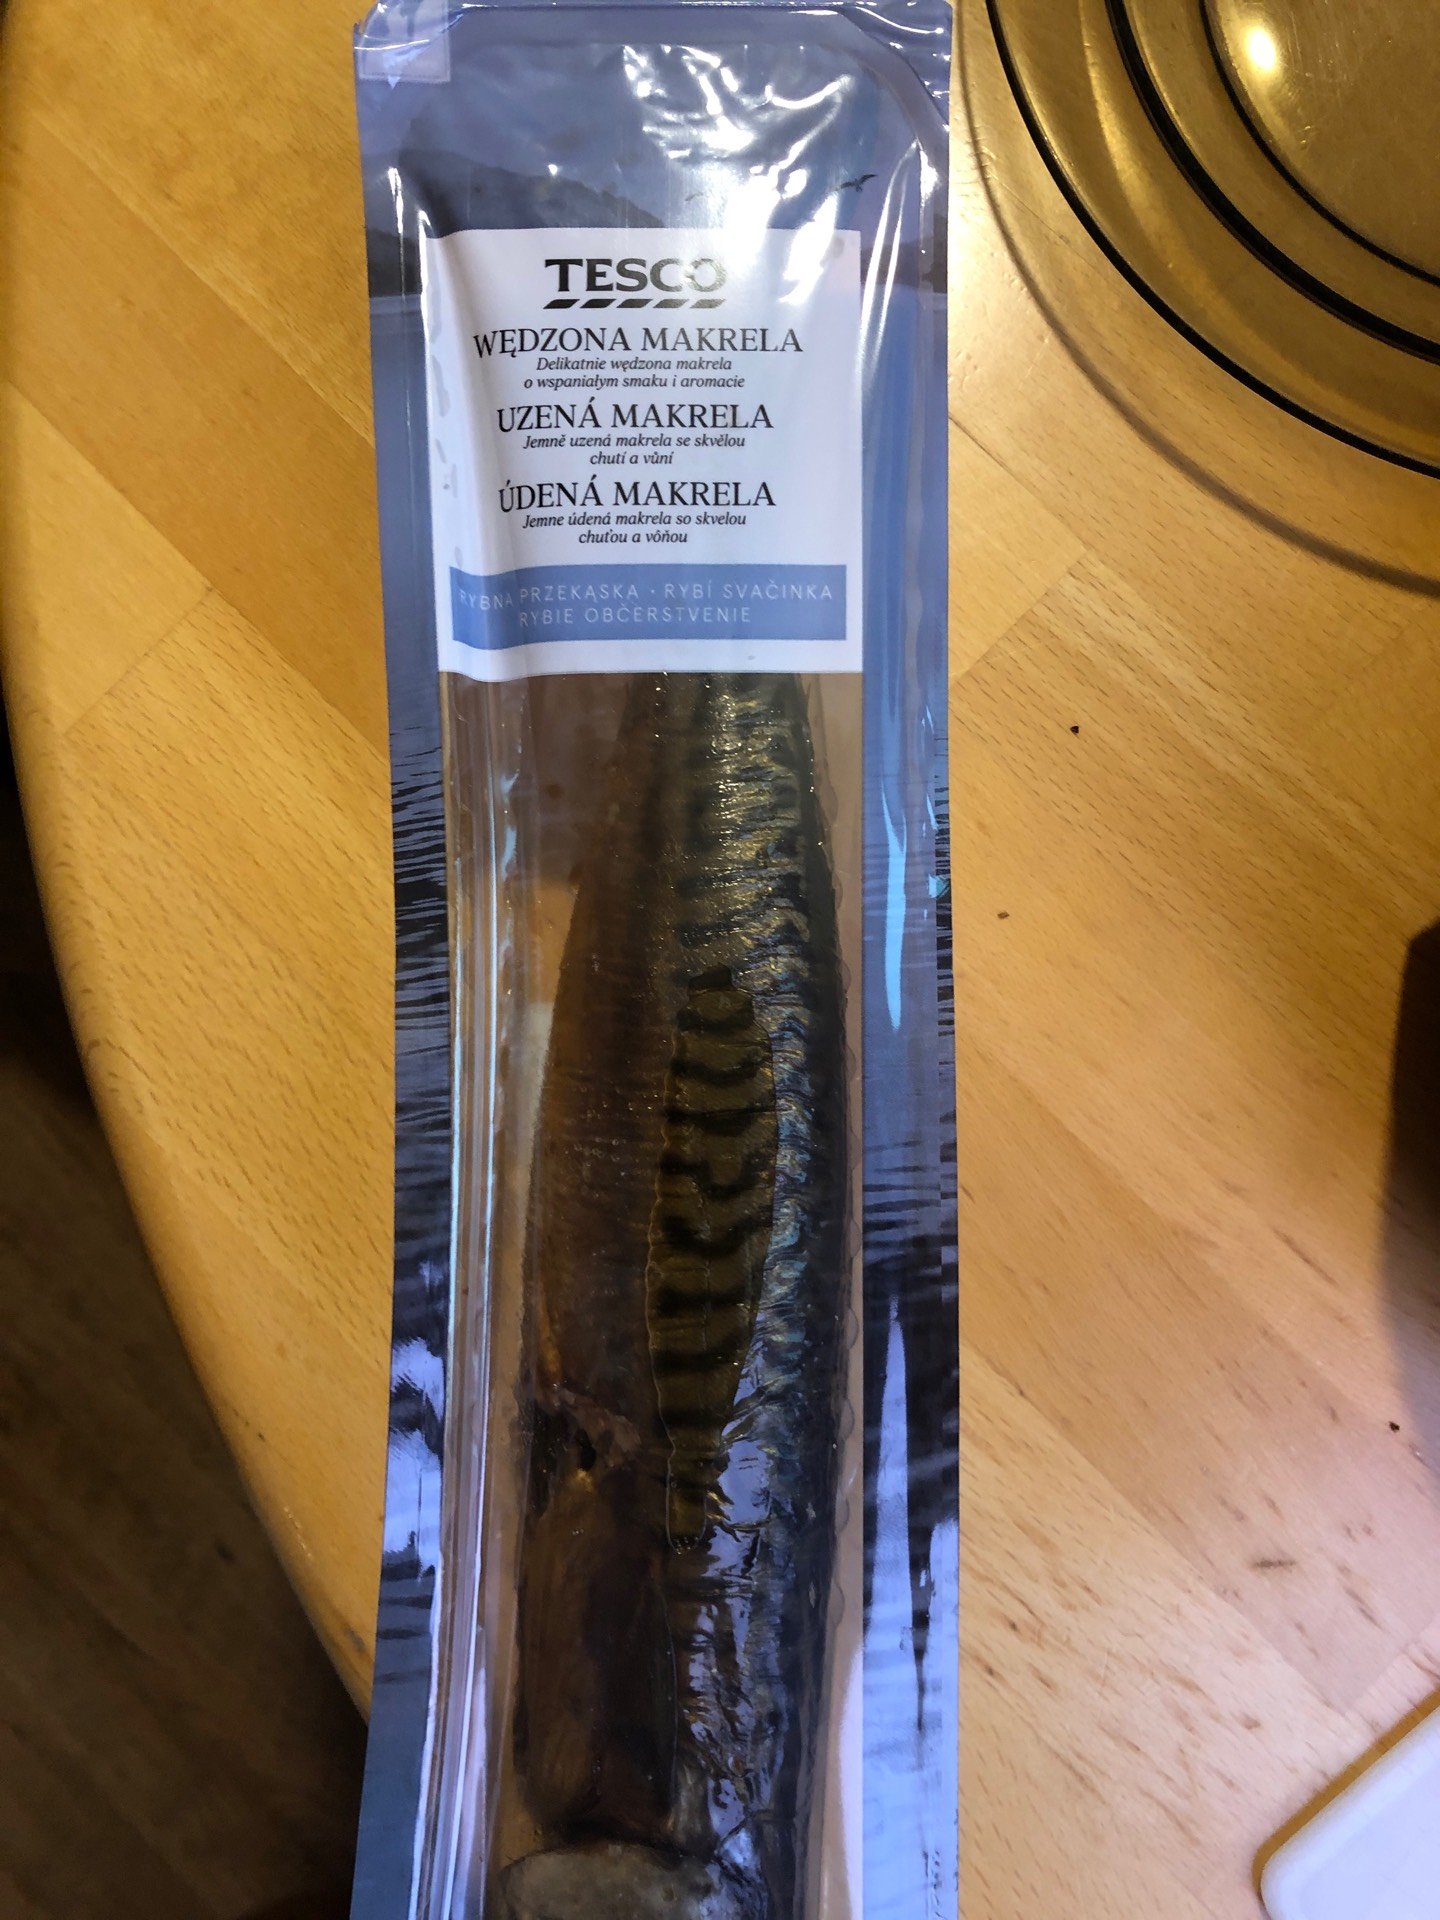 TESCO
WĘDZONA MAKRELA
Delikatnie wędzona makrela
o wspaniałym smaku i aromacie
UZENÁ MAKRELA
Jemně uzená makrela se skvělou
chutí a vůní
ÚDENÁ MAKRELA
Jemne údená makrela so skvelou
chuťou a vôňou
RYBNA PRZEKĄSKA · RYBÍ SVAČINKA
RYBIE OBČERSTVENIE